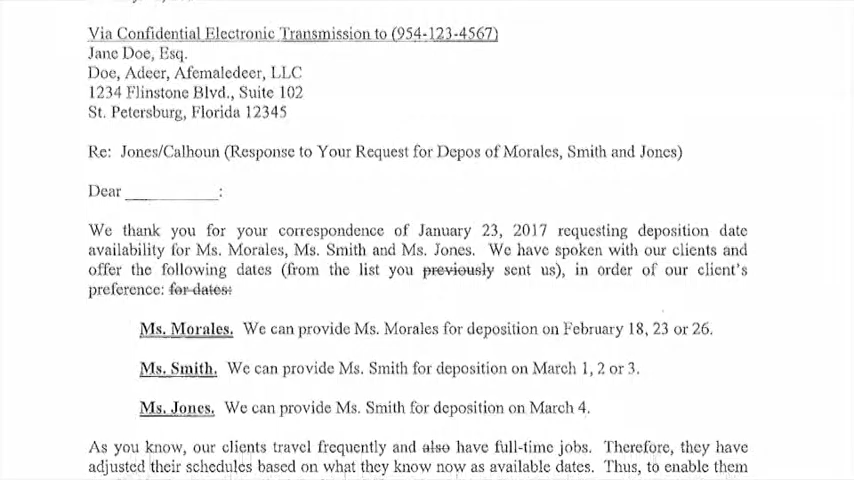 Via Confidential Electronic Transmission to (954-123-4567)
Jane Doe, Esq.
Doe, Adeer, Afemaledeer, LLC
1234 Flinstone Blvd., Suite 102
St. Petersburg, Florida 12345
Re: Jones/Calhoun (Response to Your Request for Depos of Morales, Smith and Jones)
Dear __________:
We thank you for your correspondence of January 23, 2017 requesting deposition date
availability for Ms. Morales, Ms. Smith and Ms. Jones. We have spoken with our clients and
offer the following dates (from the list you previously sent us), in order of our client's
preference: for dates:
Ms. Morales. We can provide Ms. Morales for deposition on February 18, 23 or 26.
Ms. Smith. We can provide Ms. Smith for deposition on March 1, 2 or 3.
Ms. Jones. We can provide Ms. Smith for deposition on March 4.
As you know, our clients travel frequently and also have full-time jobs. Therefore, they have
adjusted their schedules based on what they know now as available dates. Thus, to enable them